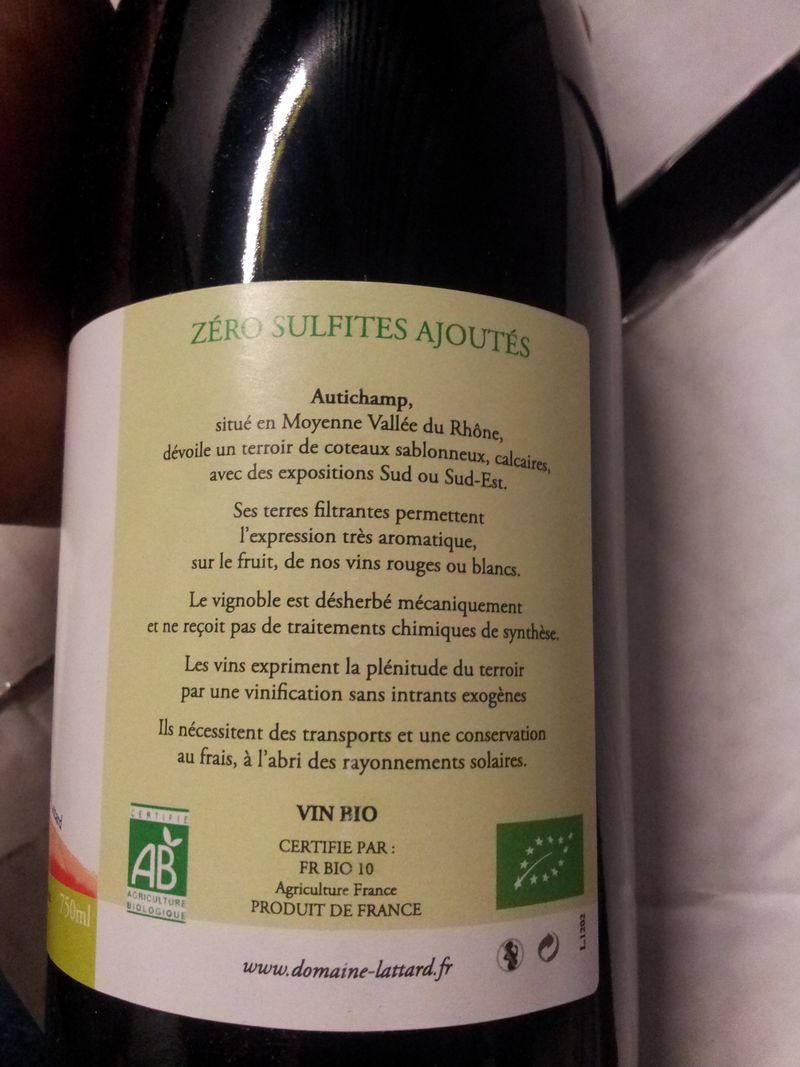 ZÉRO SULFITES AJOUTÉS
Autichamp,
situé en Moyenne Vallée du Rhône,
dévoile un terroir de coteaux sablonneux, calcaires,
avec des expositions Sud ou Sud-Est.
Ses terres filtrantes permettent
l'expression très aromatique,
sur le fruit, de nos vins rouges ou blancs.
Le vignoble est désherbé mécaniquement
et ne reçoit pas de traitements chimiques de synthèse.
Les vins expriment la plénitude du terroir
par une vinification sans intrants exogènes
Ils nécessitent des transports et une conservation
au frais, à l'abri des rayonnements solaires.
CERTIFIÉ
AB
AGRICULTURE
BIOLOGIQUE
VIN BIO
CERTIFIE PAR :
FR BIO 10
Agriculture France
PRODUIT DE FRANCE
750ml
www.domaine-lattard.fr
L.1202